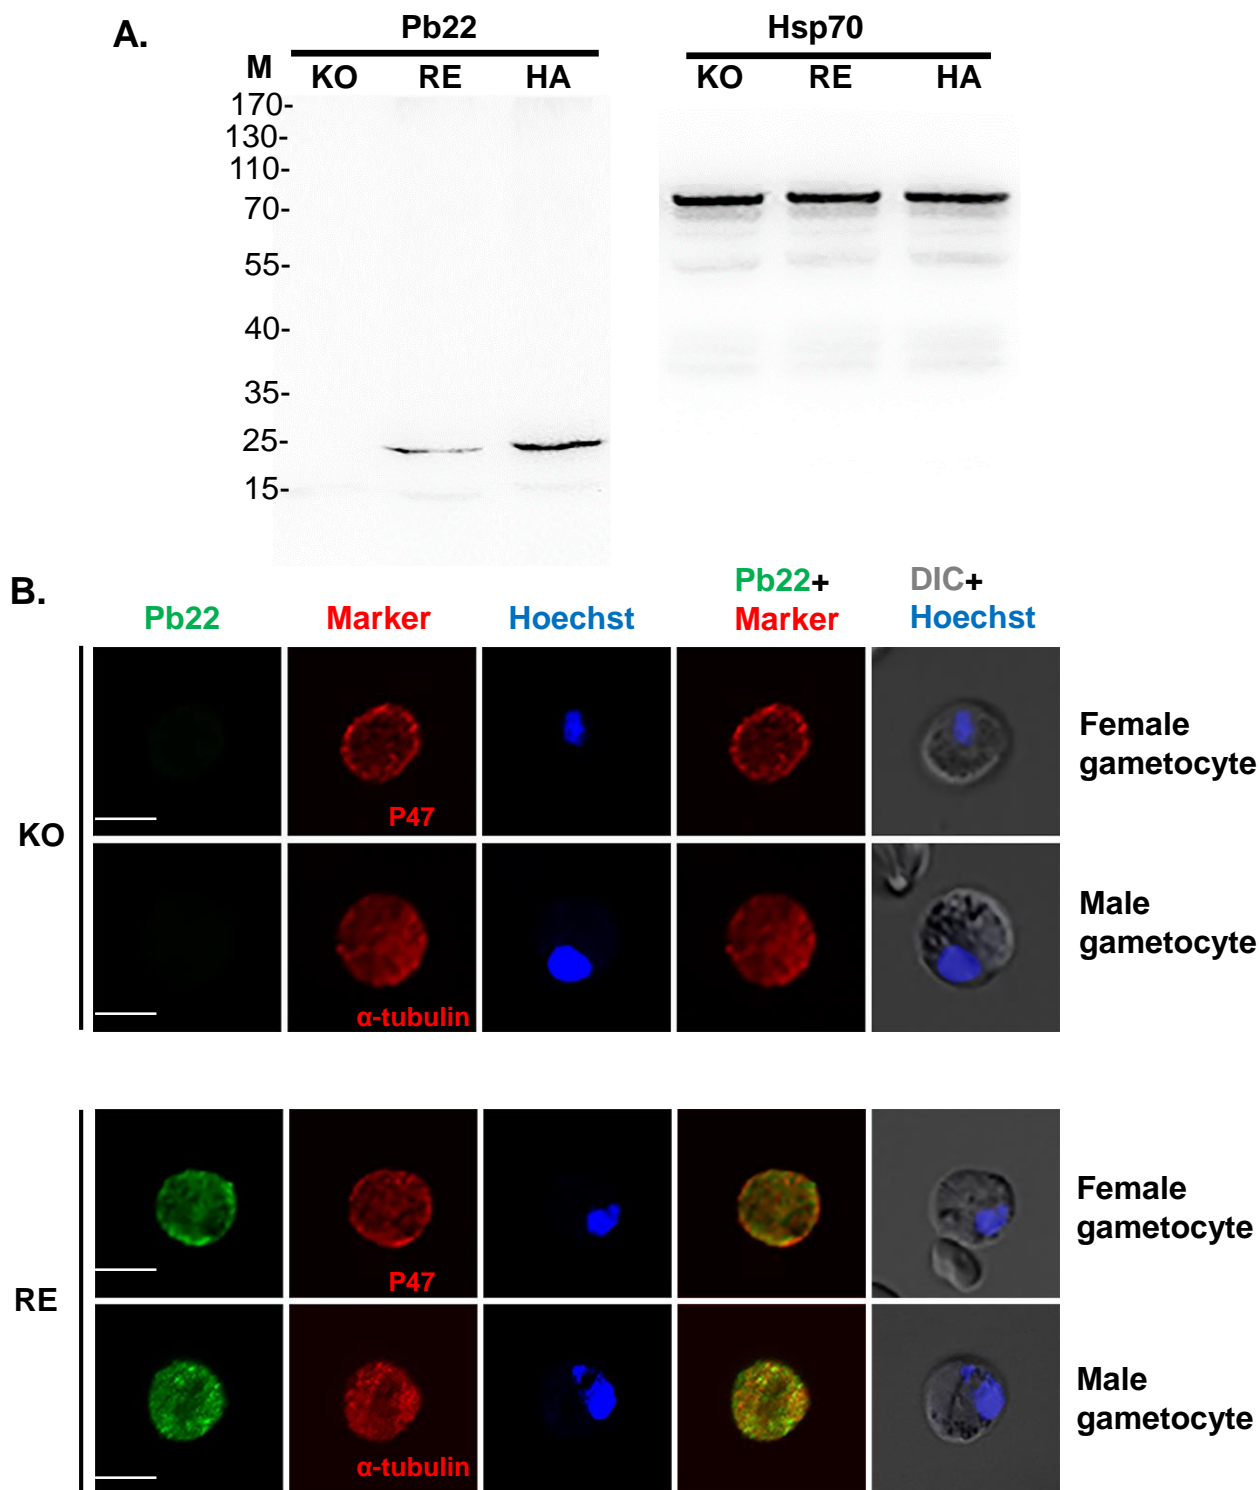 A.
Pb22
Hsp70
M
KO RE HA
KO RE HA
170-
130-
110-
70-
55-
40-
35-
25-
15-
B.
Pb22
Marker
Hoechst
Pb22+
Marker
DIC+
Hoechst
KO
P47
Female
gametocyte
α-tubulin
Male
gametocyte
RE
P47
Female
gametocyte
α-tubulin
Male
gametocyte